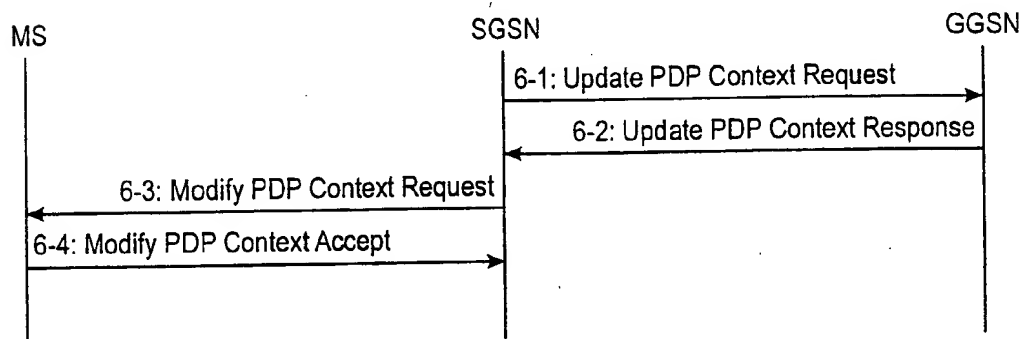 MS
SGSN
GGSN
6-1: Update PDP Context Request
6-2: Update PDP Context Response
6-3: Modify PDP Context Request
6-4: Modify PDP Context Accept